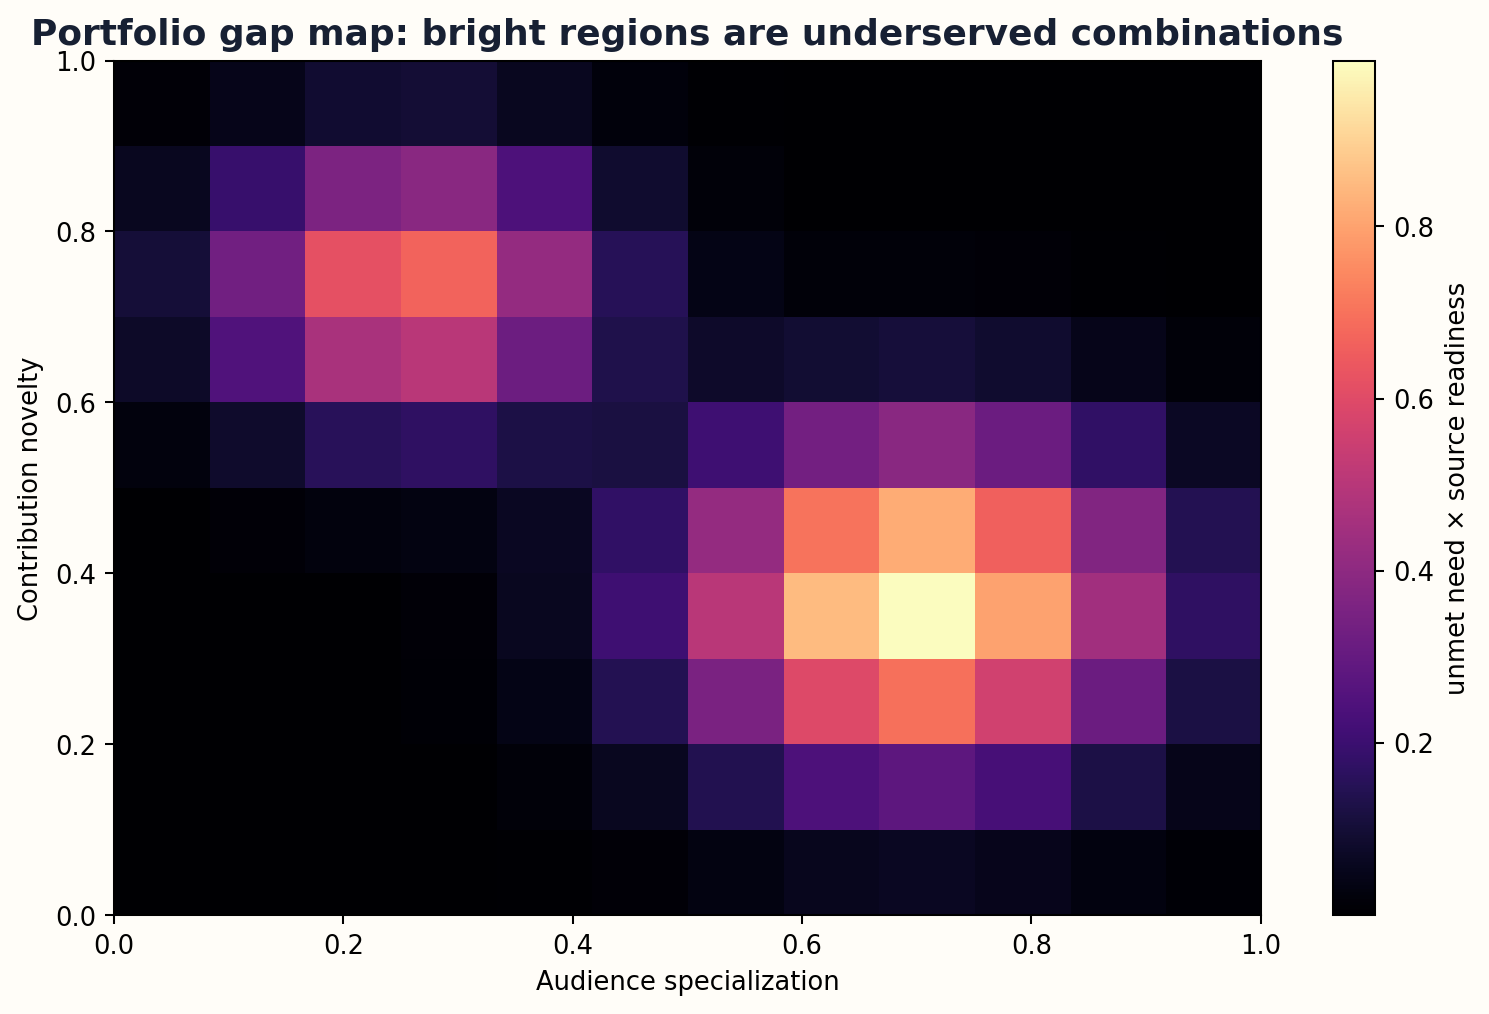 Portfolio gap map: bright regions are underserved combinations
1.0
0.8
0.6
0.4
0.2
0.0
Contribution novelty
0.0 0.2 0.4 0.6 0.8 1.0
Audience specialization
0.8
0.6
0.4
0.2
unmet need × source readiness